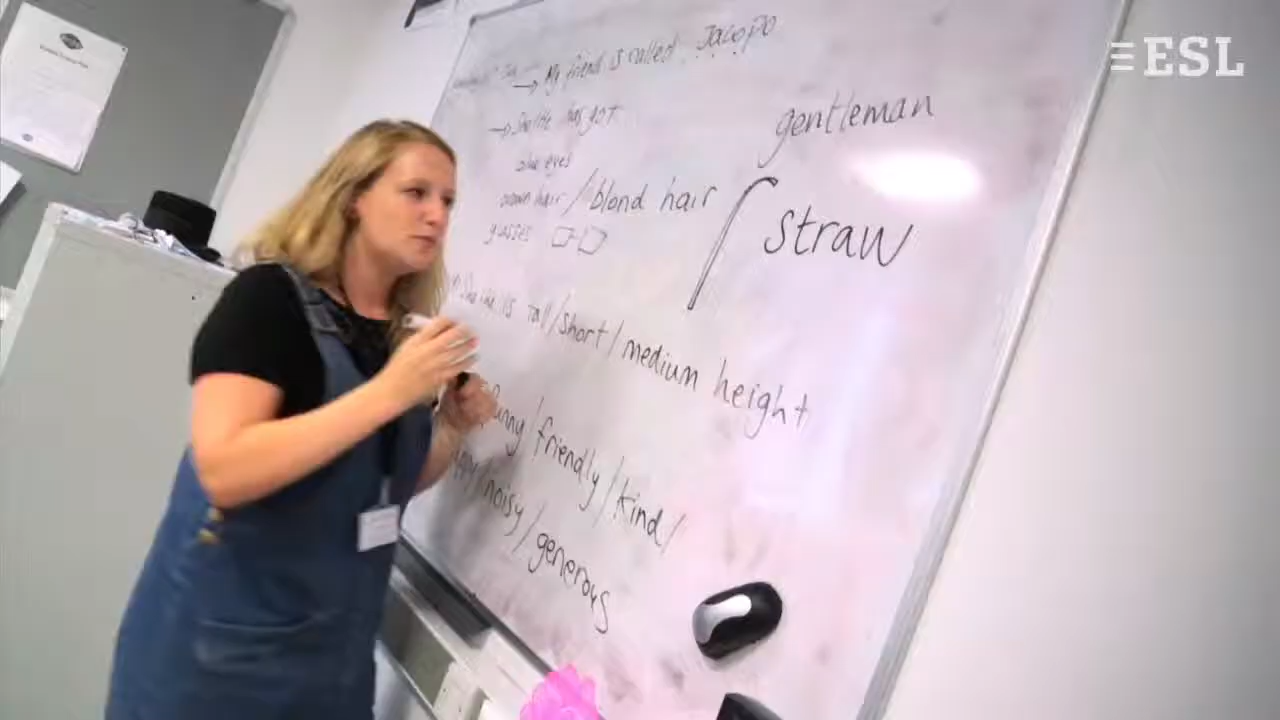 → My friend is called Jacopo
→ She/He has got
blue eyes
brown hair / blond hair
glasses
is tall / short / medium height
funny / friendly / kind /
noisy / generous
gentleman
straw
ESL